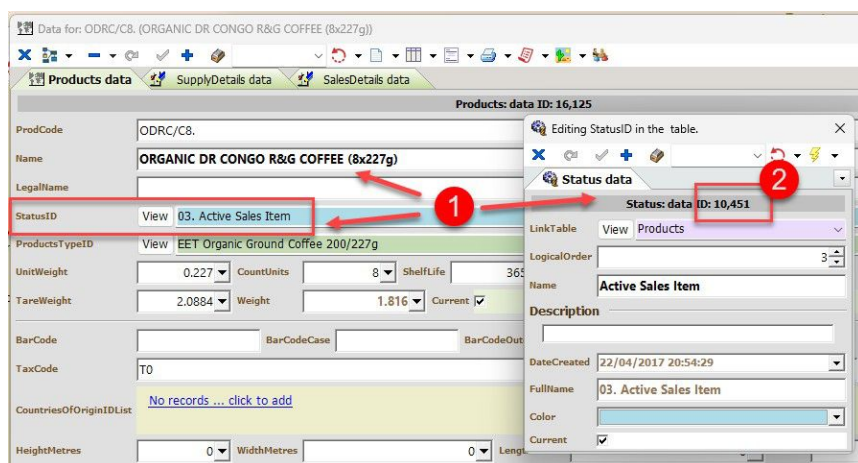 Data for: ODRC/C8. (ORGANIC DR CONGO R&G COFFEE (8x227g))
Products data SupplyDetails data SalesDetails data
Products: data ID: 16,125
ProdCode ODRC/C8.
Name ORGANIC DR CONGO R&G COFFEE (8x227g)
LegalName
StatusID View 03. Active Sales Item
ProductsTypeID View EET Organic Ground Coffee 200/227g
UnitWeight 0.227 CountUnits 8 ShelfLife 365
TareWeight 2.0884 Weight 1.816 Current
BarCode BarCodeCase BarCodeOut
TaxCode T0
CountriesOfOriginIDList No records ... click to add
HeightMetres 0 WidthMetres 0 Leng
1
Editing StatusID in the table.
2
Status data
Status: data ID: 10,451
LinkTable View Products
LogicalOrder 3
Name Active Sales Item
Description
DateCreated 22/04/2017 20:54:29
FullName 03. Active Sales Item
Color
Current